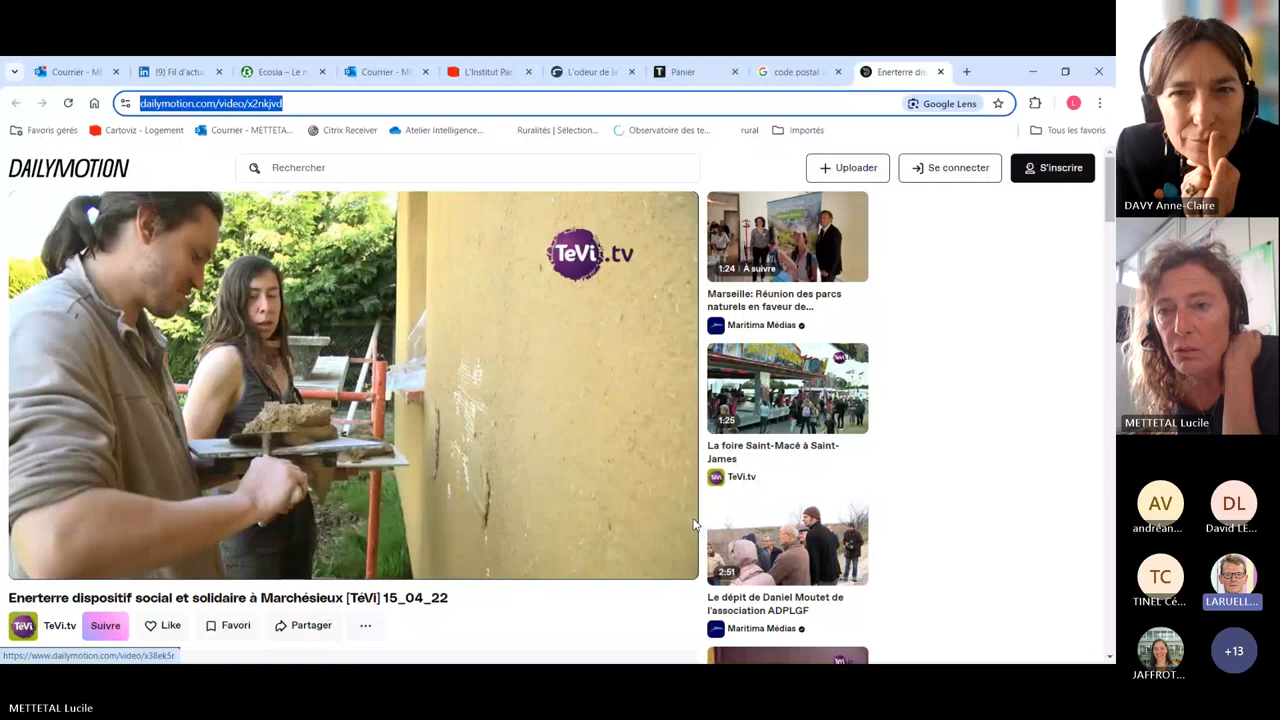 Courrier - ME
(9) Fil d'actu
Ecosia – Le n
Courrier - ME
L'Institut Par
L'odeur de la
Panier
code postal
Enerterre dis
dailymotion.com/video/x2nkjvd
Google Lens
L
Favoris gérés
Cartoviz - Logement
Courrier - METTETA...
Citrix Receiver
Atelier Intelligence...
Ruralités | Sélection...
Observatoire des te...
rural
Importés
Tous les favoris
DAILYMOTION
Rechercher
Uploader
Se connecter
S'inscrire
TeVi.tv
1:24 | À suivre
Marseille: Réunion des parcs
naturels en faveur de...
Maritima Médias
1:25
La foire Saint-Macé à Saint-
James
TeVi.tv
2:51
Le dépit de Daniel Moutet de
l'association ADPLGF
Maritima Médias
Enerterre dispositif social et solidaire à Marchésieux [TéVi] 15_04_22
TéVi
TeVi.tv
Suivre
Like
Favori
Partager
...
https://www.dailymotion.com/video/x38ek5r
METTETAL Lucile
DAVY Anne-Claire
METTETAL Lucile
AV
DL
andréan...
David LE...
TC
TINEL Cé...
LARUELL...
JAFFROT...
+13